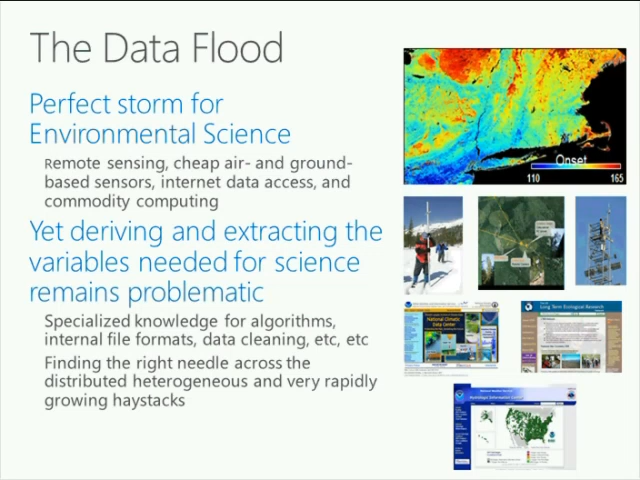 The Data Flood
Perfect storm for
Environmental Science
Remote sensing, cheap air- and ground-
based sensors, internet data access, and
commodity computing
Yet deriving and extracting the
variables needed for science
remains problematic
Specialized knowledge for algorithms,
internal file formats, data cleaning, etc, etc
Finding the right needle across the
distributed heterogeneous and very rapidly
growing haystacks
Onset
110 165
National Climatic
Data Center
Long Term Ecological Research
Hydrologic Information Center